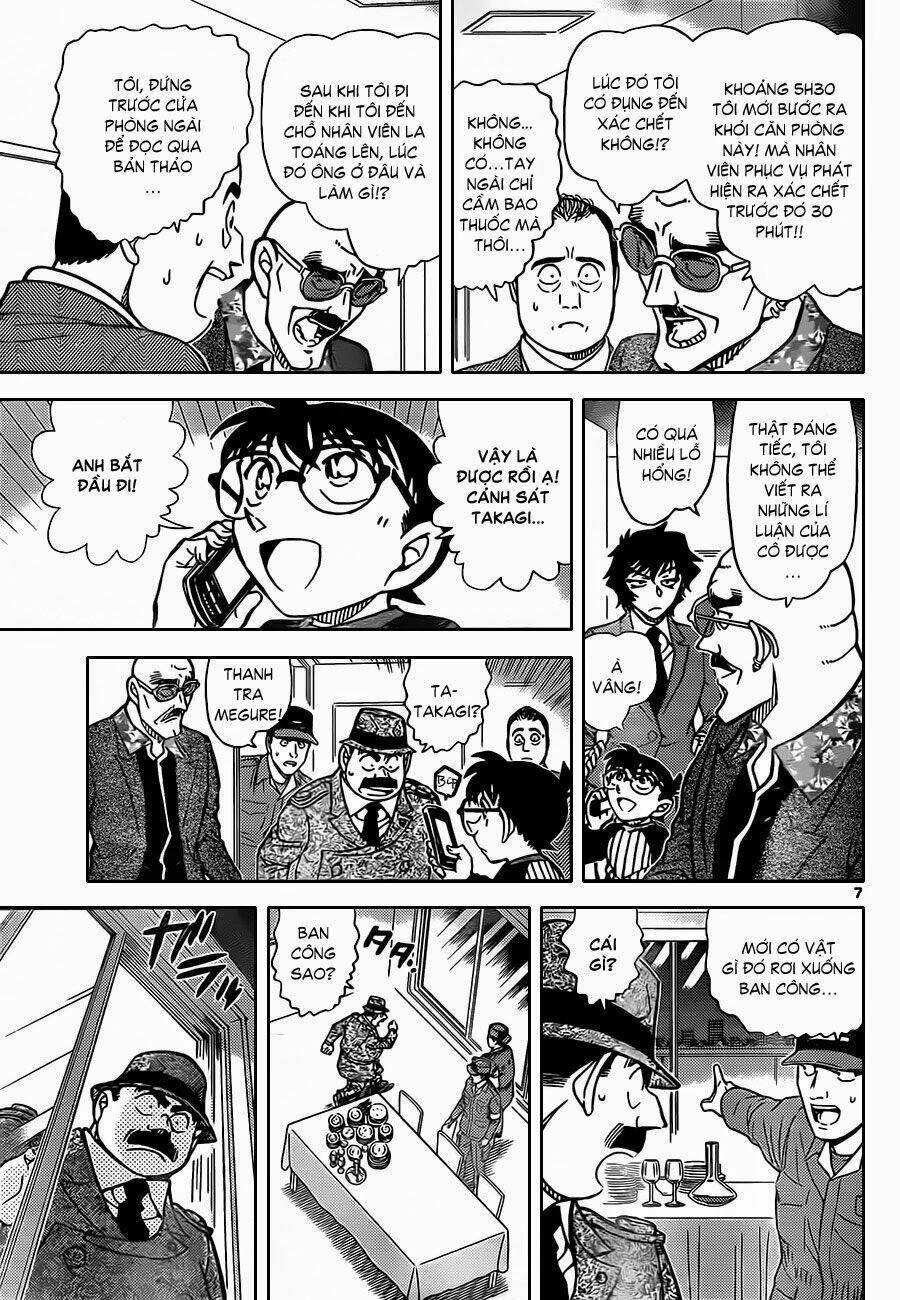 KHOẢNG 5H30
TÔI MỚI BƯỚC RA
KHỎI CĂN PHÒNG
NÀY! MÀ NHÂN
VIÊN PHỤC VỤ PHÁT
HIỆN RA XÁC CHẾT
TRƯỚC ĐÓ 30
PHÚT!!
LÚC ĐÓ TÔI
CÓ ĐỤNG ĐẾN
XÁC CHẾT
KHÔNG!?
KHÔNG...
KHÔNG
CÓ...TAY
NGÀI CHỈ
CẦM BAO
THUỐC MÀ
THÔI...
SAU KHI TÔI ĐI
ĐẾN KHI TÔI ĐẾN
CHỖ NHÂN VIÊN LA
TOÁNG LÊN, LÚC
ĐÓ ÔNG Ở ĐÂU VÀ
LÀM GÌ!?
TÔI, ĐỨNG
TRƯỚC CỬA
PHÒNG NGÀI
ĐỂ ĐỌC QUA
BẢN THẢO
...
THẬT ĐÁNG
TIẾC, TÔI
KHÔNG THỂ
VIẾT RA
NHỮNG LÍ
LUẬN CỦA
CÔ ĐƯỢC
...
CÓ QUÁ
NHIỀU LỖ
HỔNG!
À
VÂNG!
VẬY LÀ
ĐƯỢC RỒI Ạ!
CẢNH SÁT
TAKAGI...
ANH BẮT
ĐẦU ĐI!
TA-
TAKAGI?
THANH
TRA
MEGURE!
7
MỚI CÓ VẬT
GÌ ĐÓ RƠI XUỐNG
BAN CÔNG...
CÁI
GÌ?
BAN
CÔNG
SAO?
ダダ
ガラッ